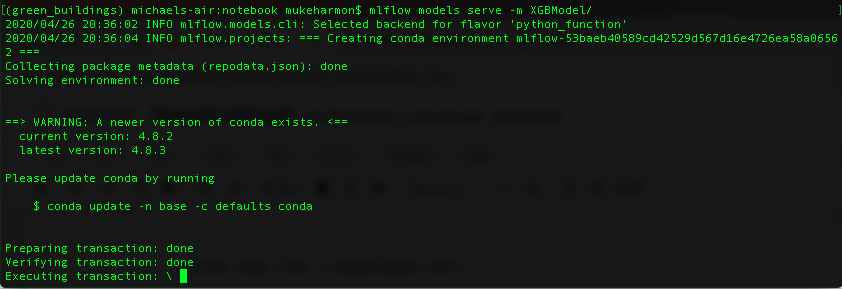 [(green_buildings) michaels-air:notebook mukeharmon$ mlflow models serve -m XGBModel/
2020/04/26 20:36:02 INFO mlflow.models.cli: Selected backend for flavor 'python_function'
2020/04/26 20:36:04 INFO mlflow.projects: === Creating conda environment mlflow-53baeb40589cd42529d567d16e4726ea58a0656
2 ===
Collecting package metadata (repodata.json): done
Solving environment: done
==> WARNING: A newer version of conda exists. <==
current version: 4.8.2
latest version: 4.8.3
Please update conda by running
$ conda update -n base -c defaults conda
Preparing transaction: done
Verifying transaction: done
Executing transaction: \